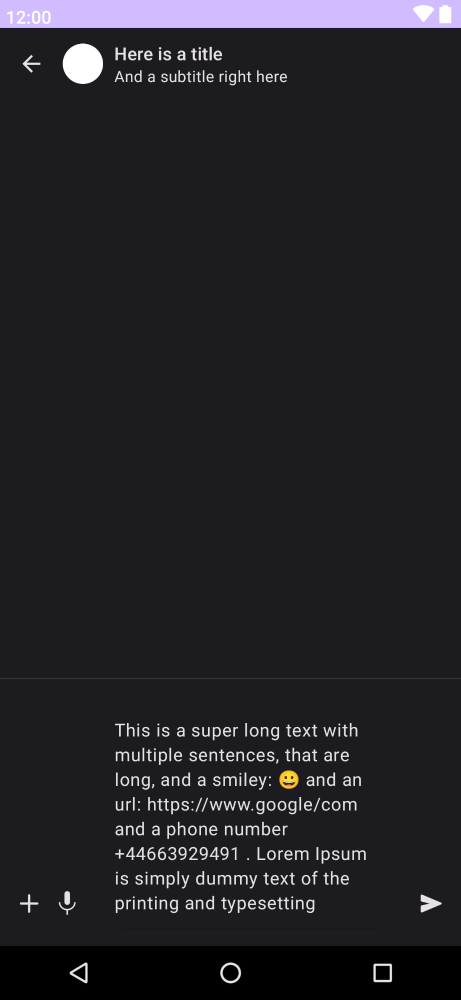 12:00
Here is a title
And a subtitle right here
This is a super long text with
multiple sentences, that are
long, and a smiley: 😀 and an
url: https://www.google/com
and a phone number
+44663929491 . Lorem Ipsum
is simply dummy text of the
printing and typesetting